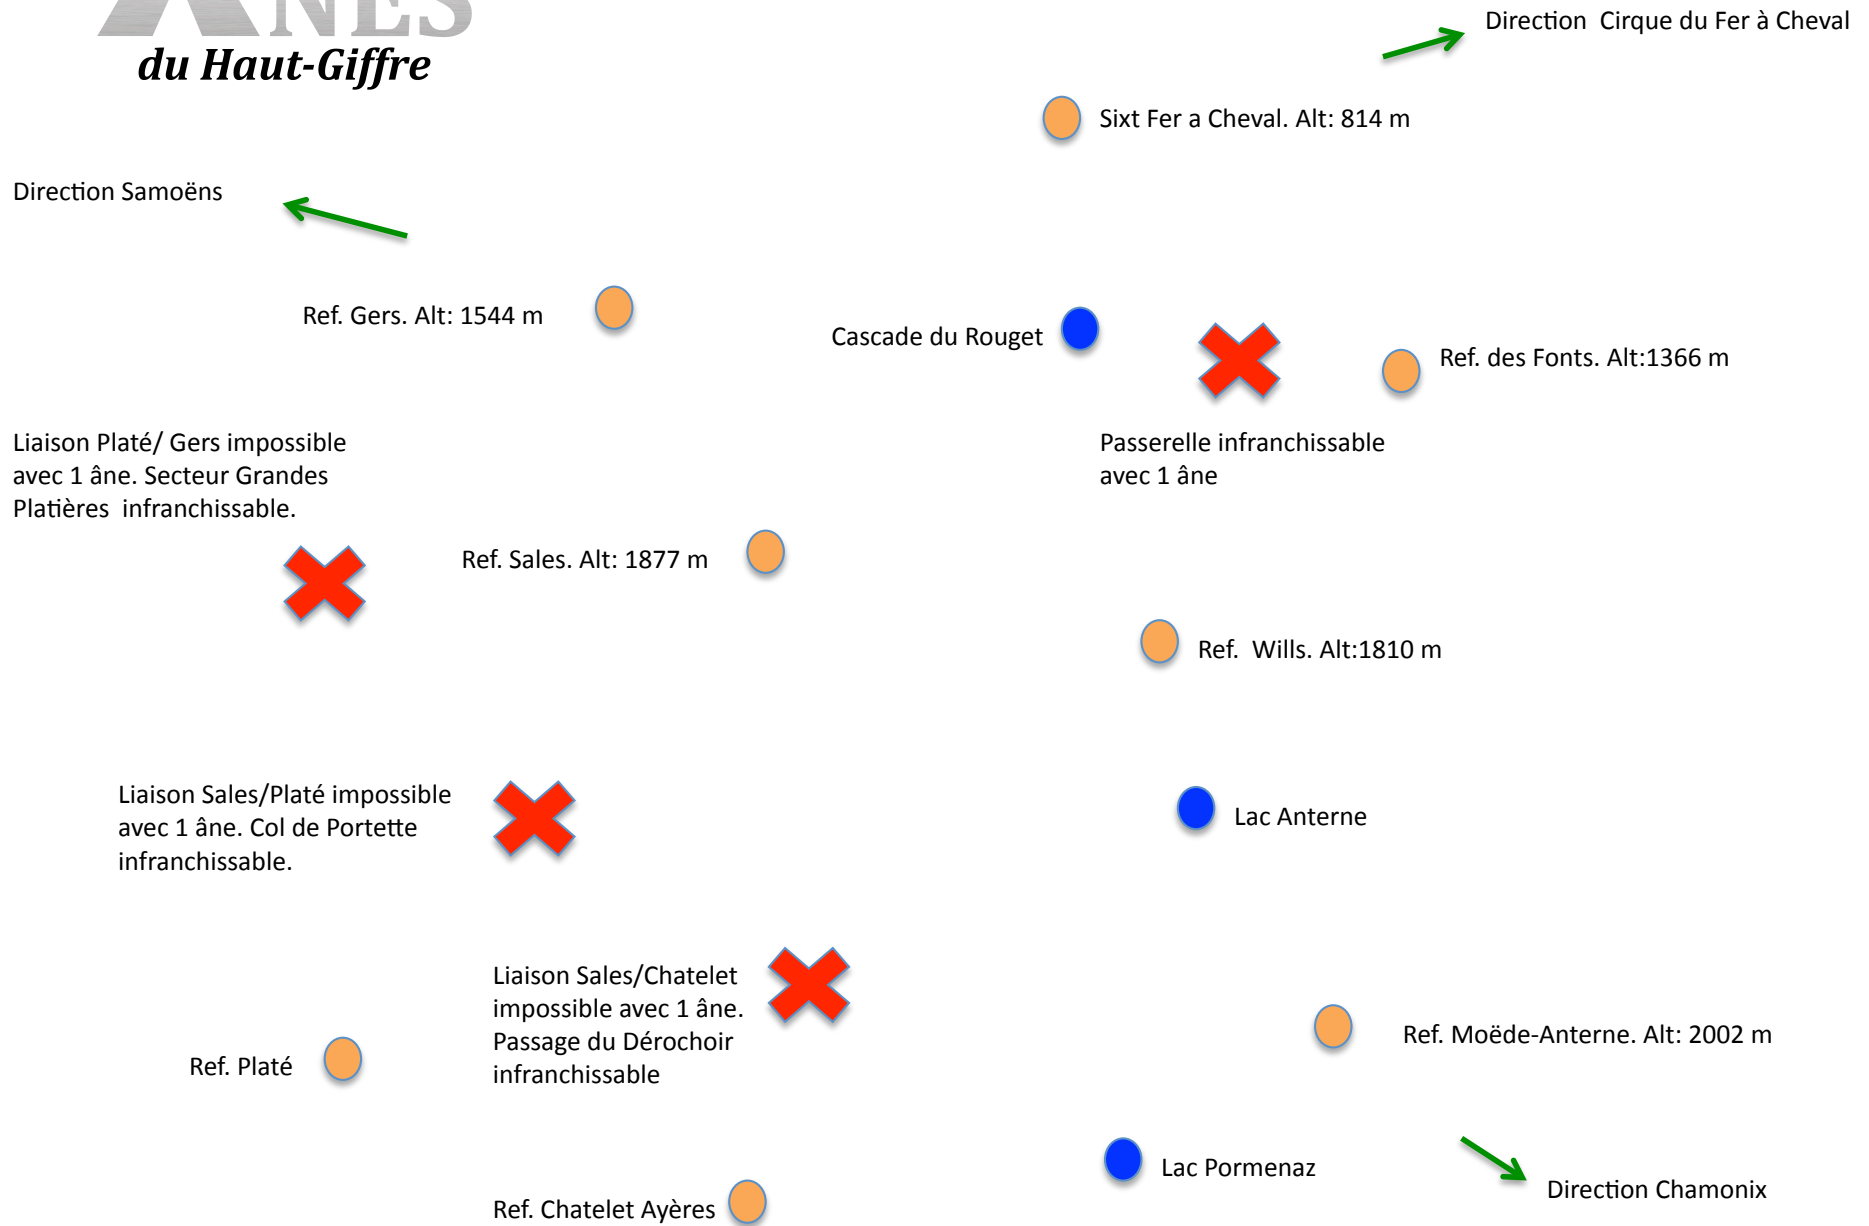 ÂNES
du Haut-Giffre
Direction Cirque du Fer à Cheval
Sixt Fer a Cheval. Alt: 814 m
Direction Samoëns
Ref. Gers. Alt: 1544 m
Cascade du Rouget
Ref. des Fonts. Alt:1366 m
Liaison Platé/ Gers impossible
avec 1 âne. Secteur Grandes
Platières infranchissable.
Passerelle infranchissable
avec 1 âne
Ref. Sales. Alt: 1877 m
Ref. Wills. Alt:1810 m
Liaison Sales/Platé impossible
avec 1 âne. Col de Portette
infranchissable.
Lac Anterne
Liaison Sales/Chatelet
impossible avec 1 âne.
Passage du Dérochoir
infranchissable
Ref. Moëde-Anterne. Alt: 2002 m
Ref. Platé
Lac Pormenaz
Direction Chamonix
Ref. Chatelet Ayères